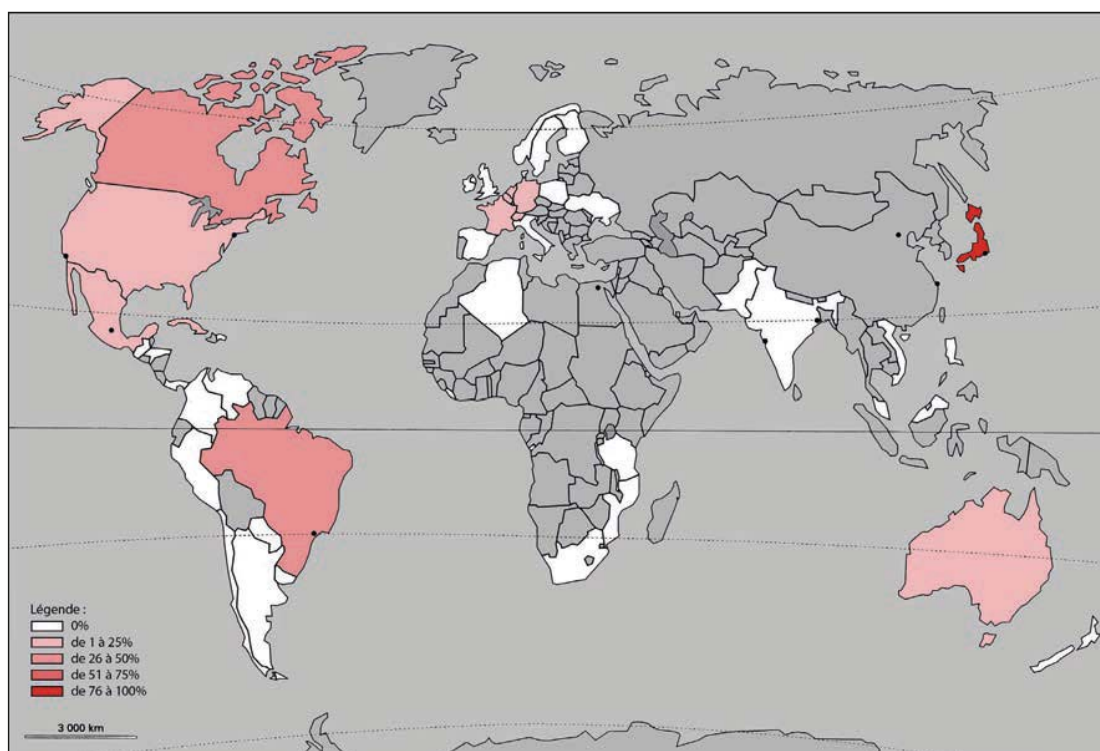 Légende :
0%
de 1 à 25%
de 26 à 50%
de 51 à 75%
de 76 à 100%
3 000 km